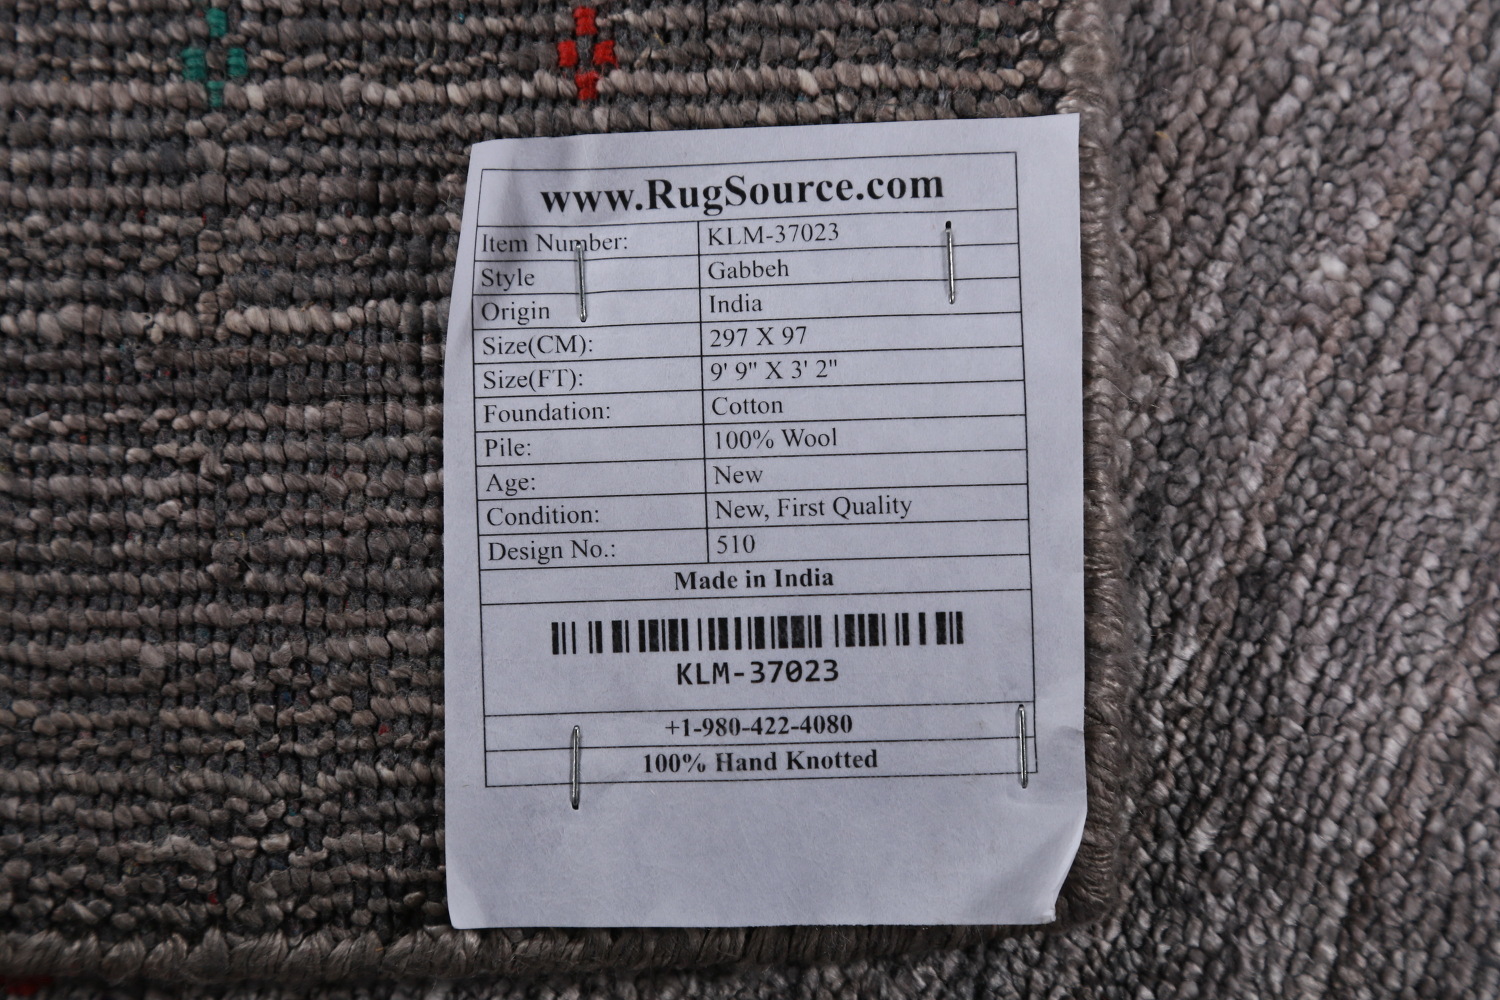 www.RugSource.com
Item Number: KLM-37023
Style Gabbeh
Origin India
Size(CM): 297 X 97
Size(FT): 9' 9" X 3' 2"
Foundation: Cotton
Pile: 100% Wool
Age: New
Condition: New, First Quality
Design No.: 510
Made in India
KLM-37023
+1-980-422-4080
100% Hand Knotted